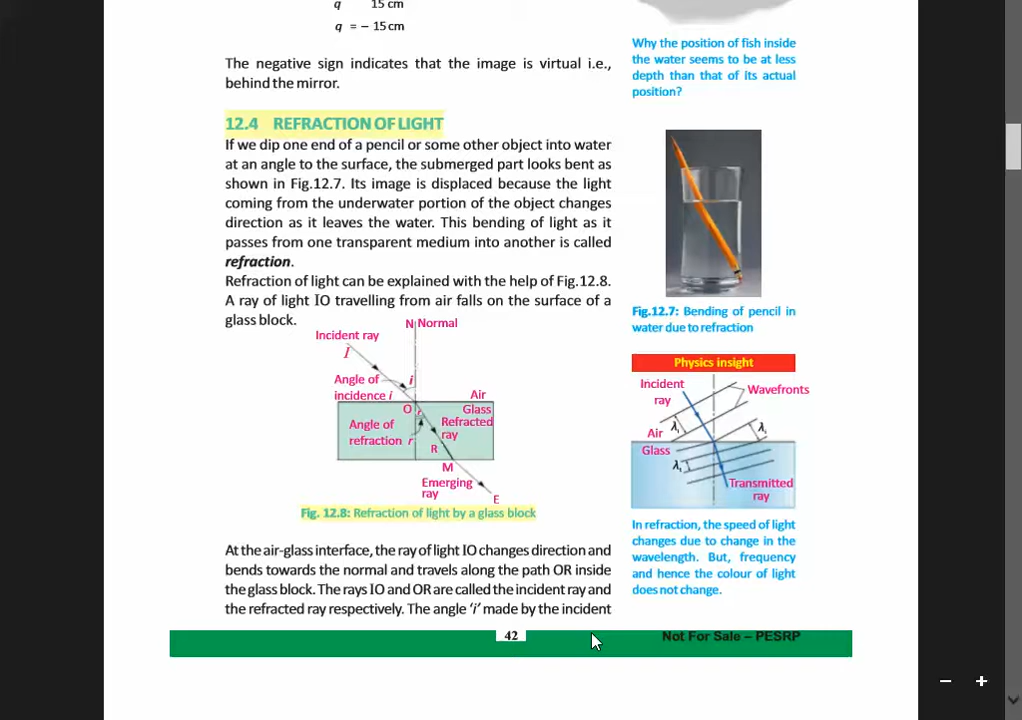 q 15 cm
q = – 15 cm
The negative sign indicates that the image is virtual i.e.,
behind the mirror.
12.4 REFRACTION OF LIGHT
If we dip one end of a pencil or some other object into water
at an angle to the surface, the submerged part looks bent as
shown in Fig.12.7. Its image is displaced because the light
coming from the underwater portion of the object changes
direction as it leaves the water. This bending of light as it
passes from one transparent medium into another is called
refraction.
Refraction of light can be explained with the help of Fig.12.8.
A ray of light IO travelling from air falls on the surface of a
glass block.
N Normal
Incident ray
I
Angle of
incidence i
i
Air
O r
Glass
Angle of
refraction r
Refracted
ray
R
M
Emerging
ray
E
Fig. 12.8: Refraction of light by a glass block
At the air-glass interface, the ray of light IO changes direction and
bends towards the normal and travels along the path OR inside
the glass block. The rays IO and OR are called the incident ray and
the refracted ray respectively. The angle ‘i’ made by the incident
Why the position of fish inside
the water seems to be at less
depth than that of its actual
position?
Fig.12.7: Bending of pencil in
water due to refraction
Physics insight
Incident
ray
Wavefronts
λ
λ
Air
Glass
λ
Transmitted
ray
In refraction, the speed of light
changes due to change in the
wavelength. But, frequency
and hence the colour of light
does not change.
42
Not For Sale – PESRP